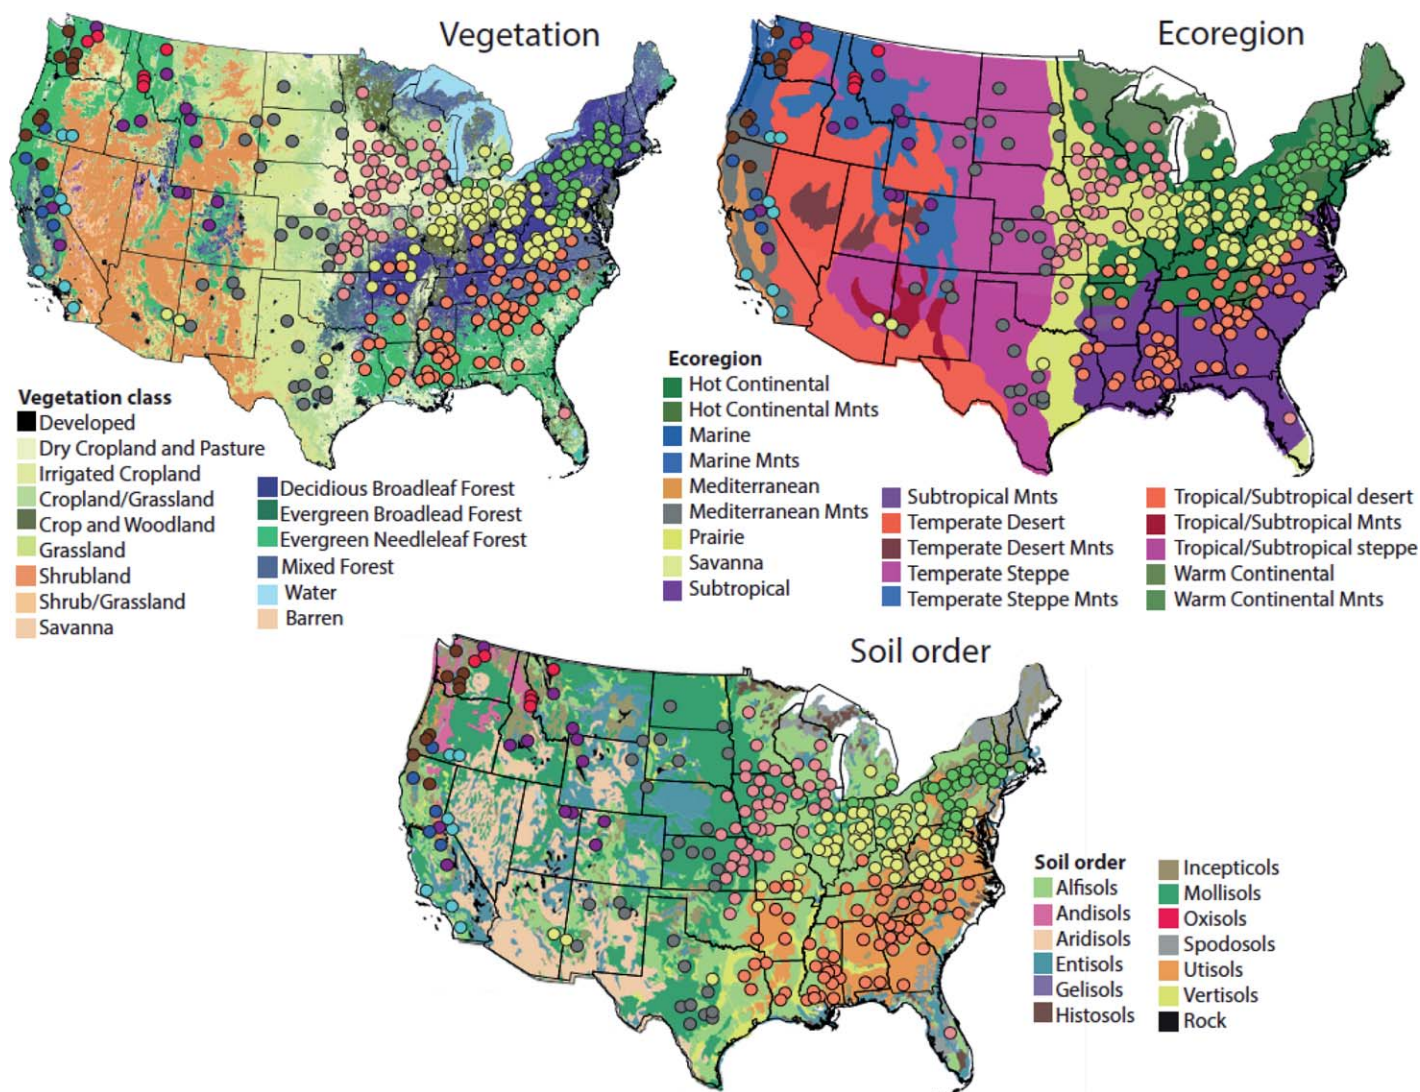 Vegetation
Ecoregion
Vegetation class
Developed
Dry Cropland and Pasture
Irrigated Cropland
Cropland/Grassland
Crop and Woodland
Grassland
Shrubland
Shrub/Grassland
Savanna
Decidious Broadleaf Forest
Evergreen Broadlead Forest
Evergreen Needleleaf Forest
Mixed Forest
Water
Barren
Ecoregion
Hot Continental
Hot Continental Mnts
Marine
Marine Mnts
Mediterranean
Mediterranean Mnts
Prairie
Savanna
Subtropical
Subtropical Mnts
Temperate Desert
Temperate Desert Mnts
Temperate Steppe
Temperate Steppe Mnts
Tropical/Subtropical desert
Tropical/Subtropical Mnts
Tropical/Subtropical steppe
Warm Continental
Warm Continental Mnts
Soil order
Soil order
Alfisols
Andisols
Aridisols
Entisols
Gelisols
Histosols
Incepticols
Mollisols
Oxisols
Spodosols
Utisols
Vertisols
Rock